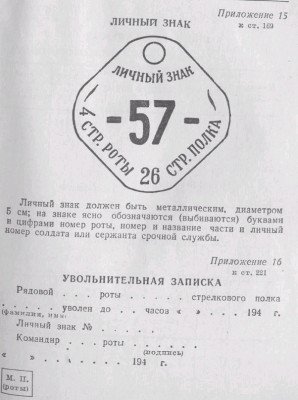 Приложение 15
к ст. 169
ЛИЧНЫЙ ЗНАК
ЛИЧНЫЙ ЗНАК
-57-
4 СТР. РОТЫ 26 СТР. ПОЛКА
Личный знак должен быть металлическим, диаметром
5 см; на знаке ясно обозначаются (выбиваются) буквами
и цифрами номер роты, номер и название части и личный
номер солдата или сержанта срочной службы.
Приложение 16
к ст. 221
УВОЛЬНИТЕЛЬНАЯ ЗАПИСКА
Рядовой . . . роты . . . . стрелкового полка
. . . . . . уволен до . . часов « » . . 194 г.
(фамилия, имя)
Личный знак № . . . .
Командир . . роты: . . . . . .
(подпись)
« » . . . . . . . . 194 г.
М. П.
(роты)